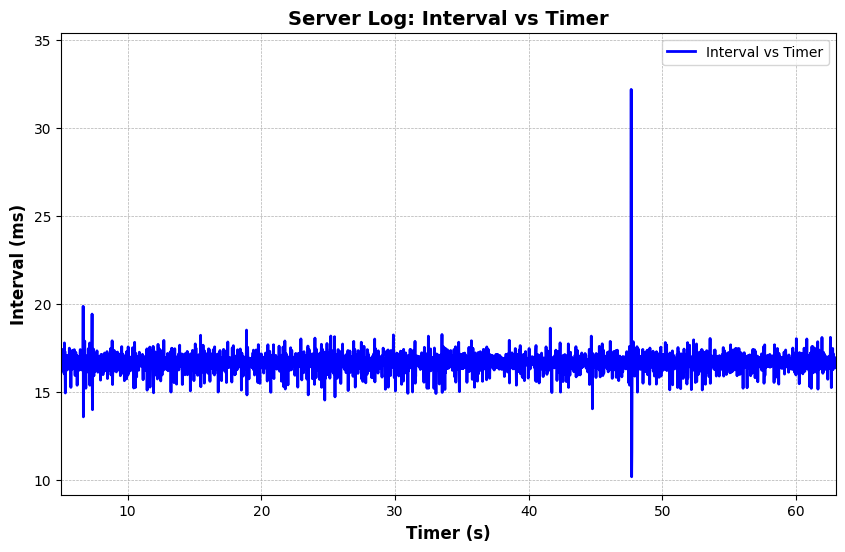 Server Log: Interval vs Timer
Interval vs Timer
35
30
25
20
15
10
Interval (ms)
10 20 30 40 50 60
Timer (s)